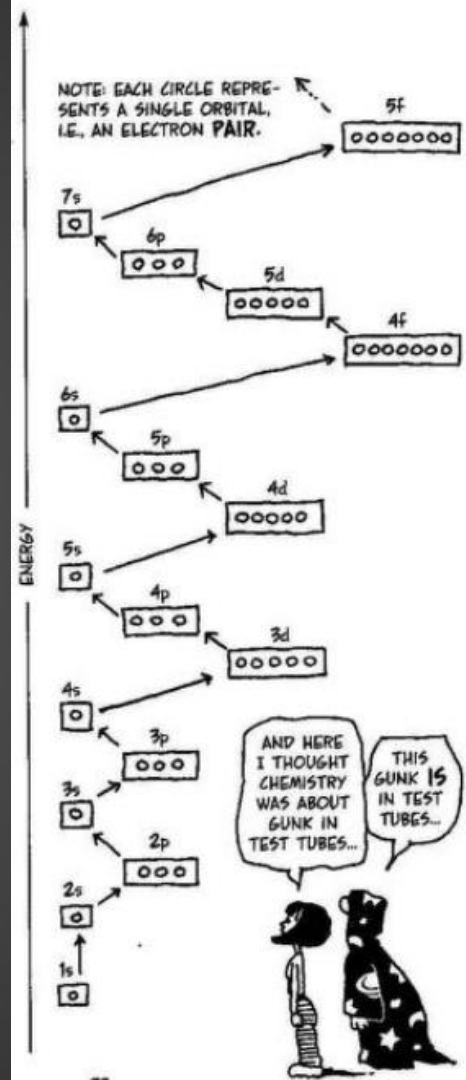 NOTE: EACH CIRCLE REPRE-
SENTS A SINGLE ORBITAL,
I.E., AN ELECTRON PAIR.
5f
7s
6p
5d
4f
6s
5p
4d
ENERGY
5s
4p
3d
4s
3p
3s
2p
2s
1s
AND HERE
I THOUGHT
CHEMISTRY
WAS ABOUT
GUNK IN
TEST TUBES...
THIS
GUNK IS
IN TEST
TUBES...